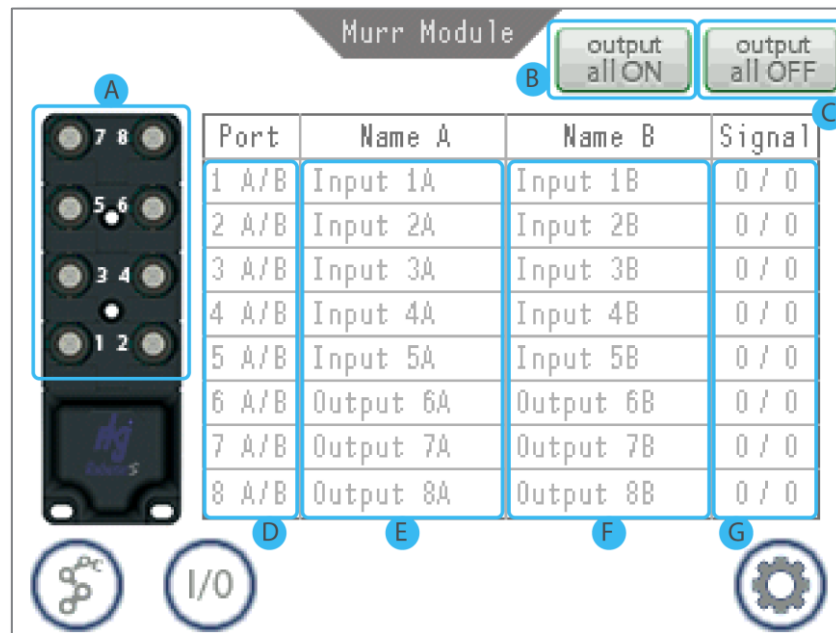 Murr Module
output
all ON
output
all OFF
A
B
C
7 8
5 6
3 4
1 2
Port Name A Name B Signal
1 A/B Input 1A Input 1B 0 / 0
2 A/B Input 2A Input 2B 0 / 0
3 A/B Input 3A Input 3B 0 / 0
4 A/B Input 4A Input 4B 0 / 0
5 A/B Input 5A Input 5B 0 / 0
6 A/B Output 6A Output 6B 0 / 0
7 A/B Output 7A Output 7B 0 / 0
8 A/B Output 8A Output 8B 0 / 0
D E F G
I/O